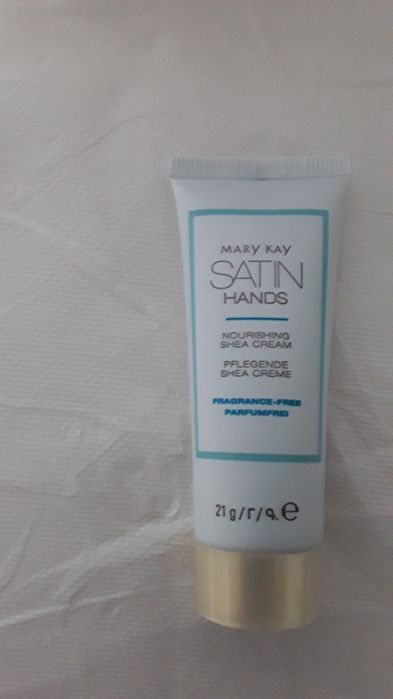 MARY KAY
SATIN
HANDS
NOURISHING
SHEA CREAM
PFLEGENDE
SHEA CREME
FRAGRANCE-FREE
PARFUMFREI
21 g/г/գ. ℮